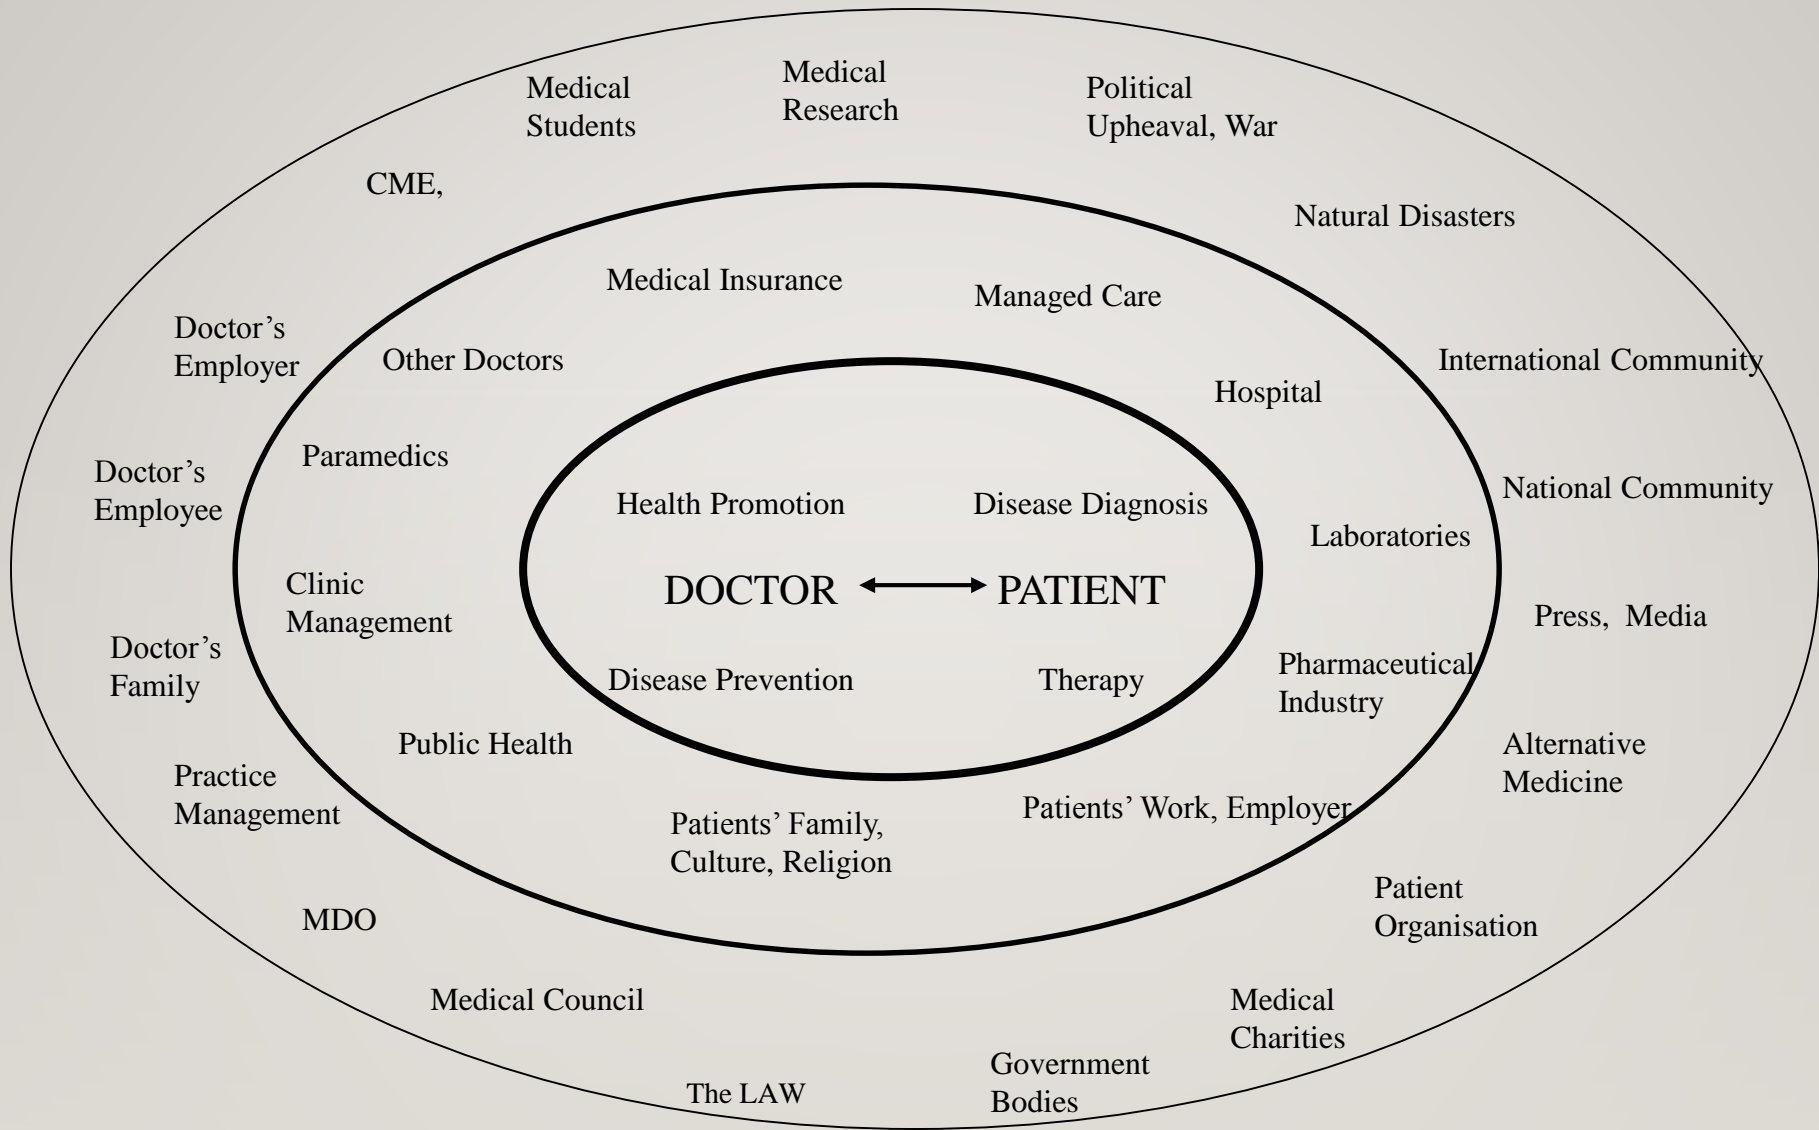 Medical
Students
Medical
Research
Political
Upheaval, War
CME,
Natural Disasters
Medical Insurance
Managed Care
Doctor’s
Employer
Other Doctors
Hospital
International Community
Paramedics
Doctor’s
Employee
Health Promotion
Disease Diagnosis
National Community
Laboratories
Clinic
Management
DOCTOR
PATIENT
Press,  Media
Doctor’s
Family
Disease Prevention
Therapy
Pharmaceutical
Industry
Public Health
Alternative
Medicine
Practice
Management
Patients’ Family,
Culture, Religion
Patients’ Work, Employer
MDO
Patient
Organisation
Medical Council
Medical
Charities
The LAW
Government
Bodies